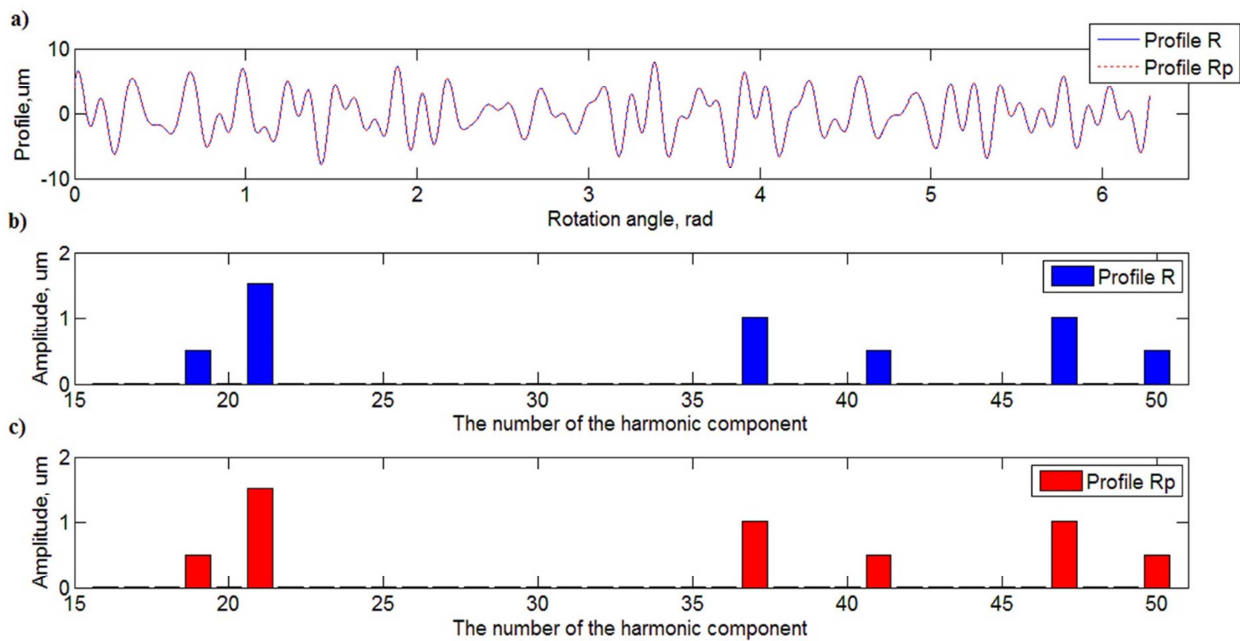 a)
10
0
-10
Profile,um
Profile R
Profile Rp
0 1 2 3 4 5 6
Rotation angle, rad
b)
2
1
0
Amplitude, um
Profile R
15 20 25 30 35 40 45 50
The number of the harmonic component
c)
2
1
0
Amplitude, um
Profile Rp
15 20 25 30 35 40 45 50
The number of the harmonic component